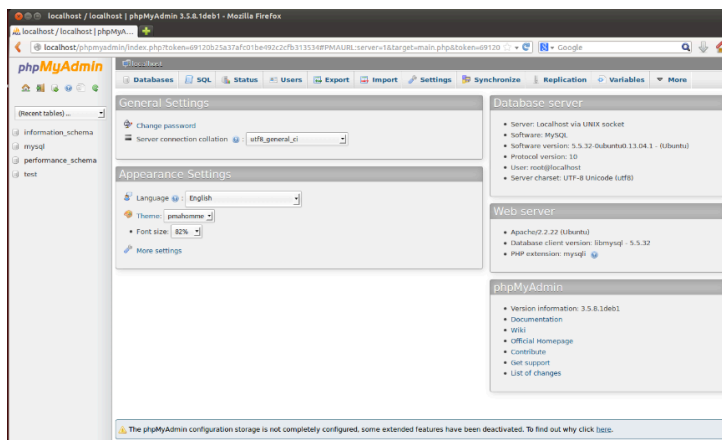 localhost / localhost | phpMyAdmin 3.5.8.1deb1 - Mozilla Firefox
localhost / localhost | phpMyA...
localhost/phpmyadmin/index.php?token=69120b25a37afc01be492c2cfb313534#PMAURL:server=1&target=main.php&token=69120
Google
phpMyAdmin
localhost
Databases SQL Status Users Export Import Settings Synchronize Replication Variables More
(Recent tables) ...
information_schema
mysql
performance_schema
test
General Settings
Change password
Server connection collation : utf8_general_ci
Appearance Settings
Language : English
Theme: pmahomme
• Font size: 82%
More settings
Database server
• Server: Localhost via UNIX socket
• Software: MySQL
• Software version: 5.5.32-0ubuntu0.13.04.1 - (Ubuntu)
• Protocol version: 10
• User: root@localhost
• Server charset: UTF-8 Unicode (utf8)
Web server
• Apache/2.2.22 (Ubuntu)
• Database client version: libmysql - 5.5.32
• PHP extension: mysqli
phpMyAdmin
• Version information: 3.5.8.1deb1
• Documentation
• Wiki
• Official Homepage
• Contribute
• Get support
• List of changes
The phpMyAdmin configuration storage is not completely configured, some extended features have been deactivated. To find out why click here.